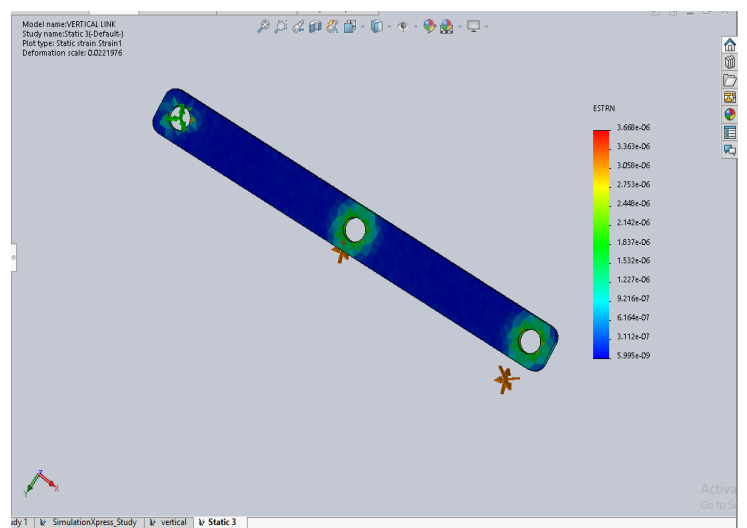 Model name:VERTICAL LINK
Study name:Static 3(-Default-)
Plot type: Static strain Strain1
Deformation scale: 0.0221976
ESTRN
3.668e-06
3.363e-06
3.058e-06
2.753e-06
2.448e-06
2.142e-06
1.837e-06
1.532e-06
1.227e-06
9.216e-07
6.164e-07
3.112e-07
5.995e-09
Z
Y
X
Activa
Go to S
udy 1 SimulationXpress_Study vertical Static 3